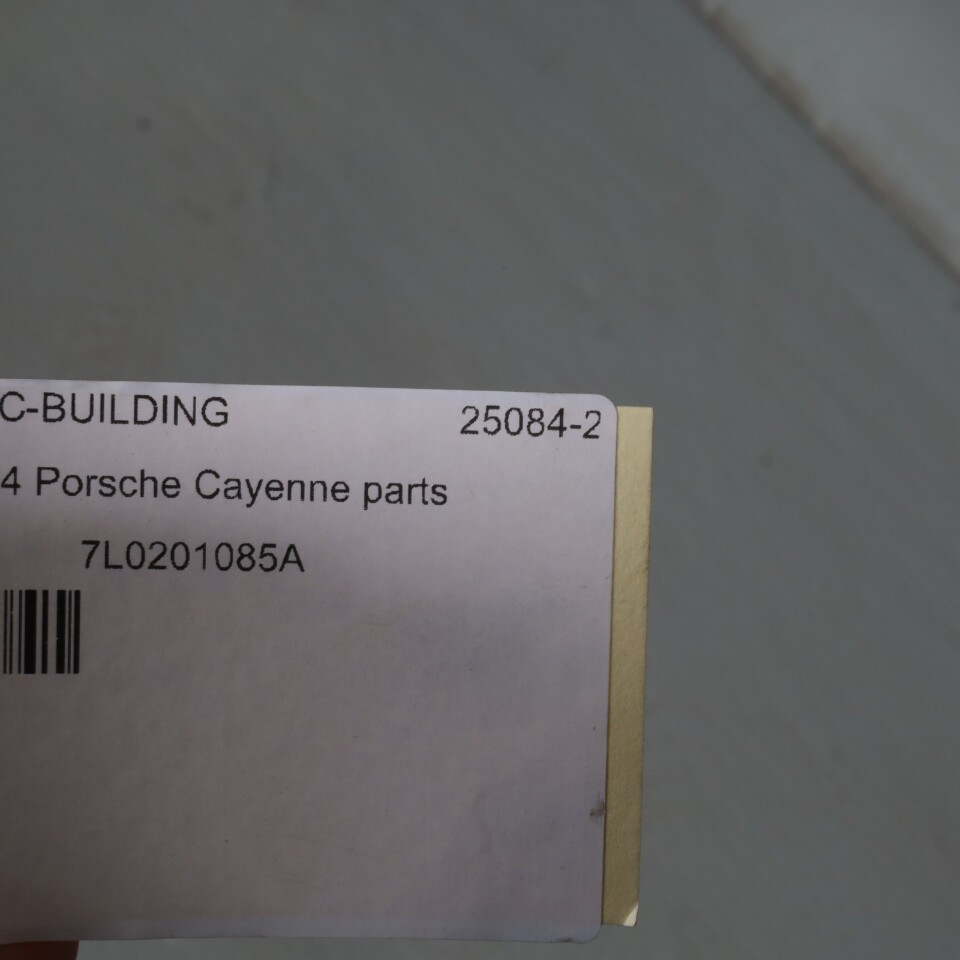 C-BUILDING 25084-2
4 Porsche Cayenne parts
7L0201085A